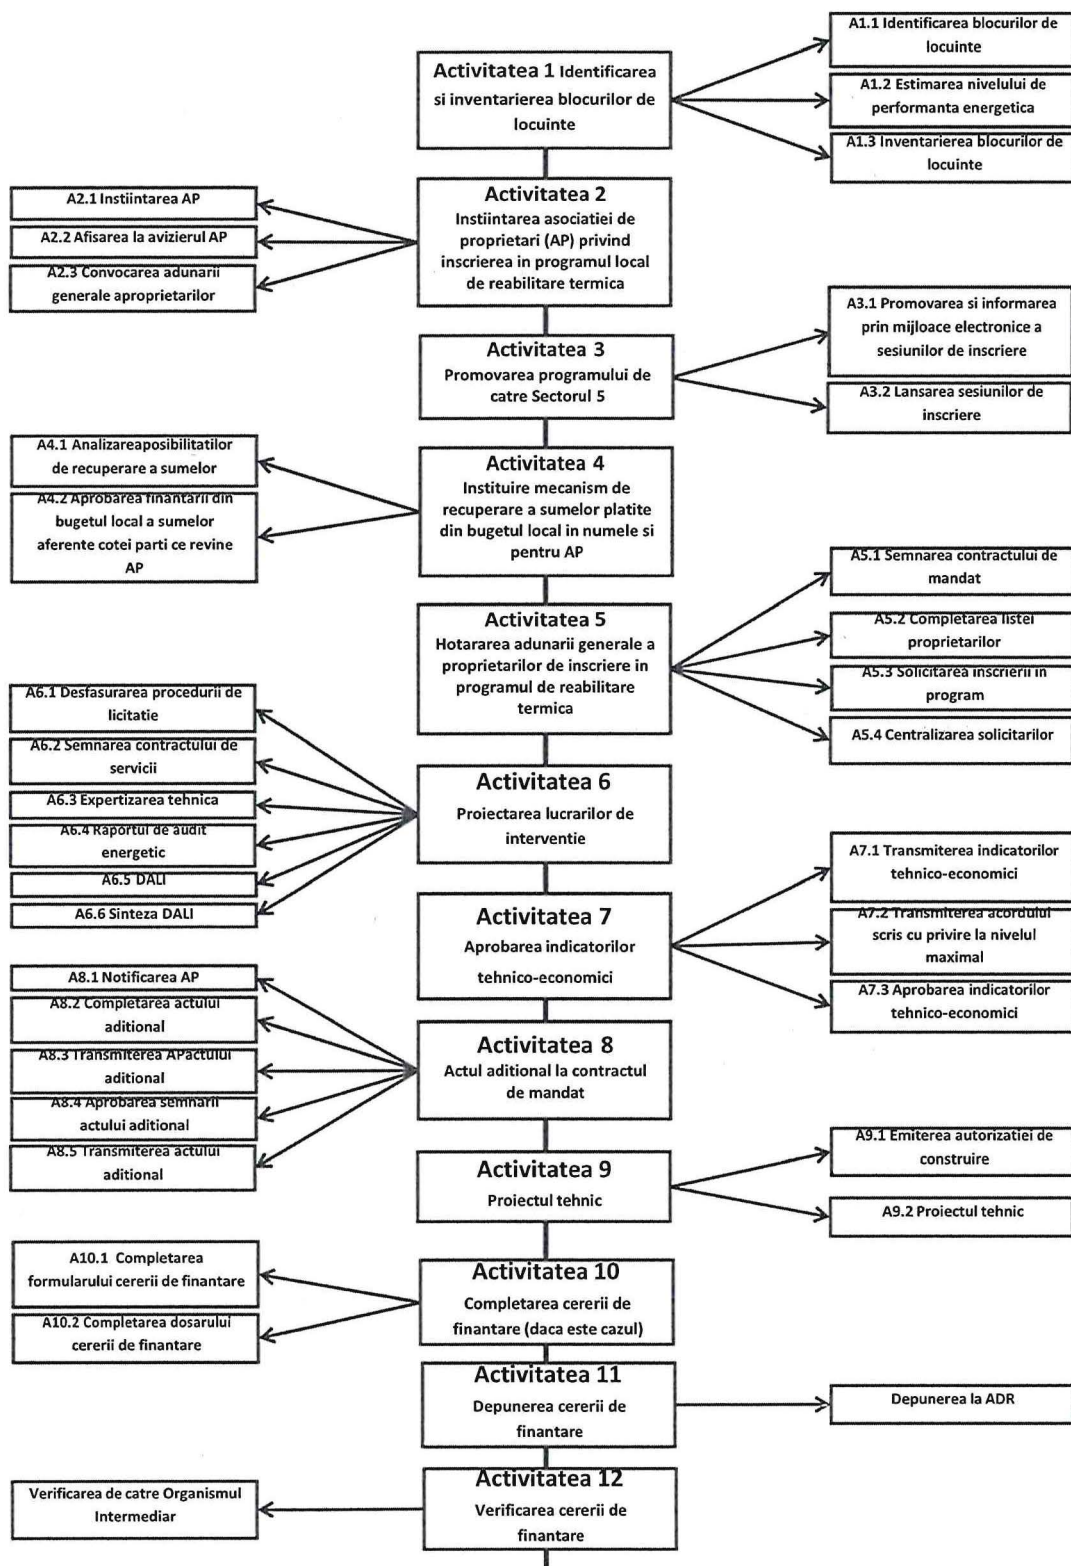 Activitatea 1 Identificarea
si inventarierea blocurilor de
locuinte
A1.1 Identificarea blocurilor de
locuinte
A1.2 Estimarea nivelului de
performanta energetica
A1.3 Inventarierea blocurilor de
locuinte
Activitatea 2
Instiintarea asociatiei de
proprietari (AP) privind
inscrierea in programul local
de reabilitare termica
A2.1 Instiintarea AP
A2.2 Afisarea la avizierul AP
A2.3 Convocarea adunarii
generale aproprietarilor
Activitatea 3
Promovarea programului de
catre Sectorul 5
A3.1 Promovarea si informarea
prin mijloace electronice a
sesiunilor de inscriere
A3.2 Lansarea sesiunilor de
inscriere
Activitatea 4
Instituire mecanism de
recuperare a sumelor platite
din bugetul local in numele si
pentru AP
A4.1 Analizareaposibilitatilor
de recuperare a sumelor
A4.2 Aprobarea finantarii din
bugetul local a sumelor
aferente cotei parti ce revine
AP
Activitatea 5
Hotararea adunarii generale a
proprietarilor de inscriere in
programul de reabilitare
termica
A5.1 Semnarea contractului de
mandat
A5.2 Completarea listei
proprietarilor
A5.3 Solicitarea inscrierii in
program
A5.4 Centralizarea solicitarilor
Activitatea 6
Proiectarea lucrarilor de
interventie
A6.1 Desfasurarea procedurii de
licitatie
A6.2 Semnarea contractului de
servicii
A6.3 Expertizarea tehnica
A6.4 Raportul de audit
energetic
A6.5 DALI
A6.6 Sinteza DALI
Activitatea 7
Aprobarea indicatorilor
tehnico-economici
A7.1 Transmiterea indicatorilor
tehnico-economici
A7.2 Transmiterea acordului
scris cu privire la nivelul
maximal
A7.3 Aprobarea indicatorilor
tehnico-economici
Activitatea 8
Actul aditional la contractul
de mandat
A8.1 Notificarea AP
A8.2 Completarea actului
aditional
A8.3 Transmiterea APactului
aditional
A8.4 Aprobarea semnarii
actului aditional
A8.5 Transmiterea actului
aditional
Activitatea 9
Proiectul tehnic
A9.1 Emiterea autorizatiei de
construire
A9.2 Proiectul tehnic
Activitatea 10
Completarea cererii de
finantare (daca este cazul)
A10.1 Completarea
formularului cererii de finantare
A10.2 Completarea dosarului
cererii de finantare
Activitatea 11
Depunerea cererii de
finantare
Depunerea la ADR
Activitatea 12
Verificarea cererii de
finantare
Verificarea de catre Organismul
Intermediar